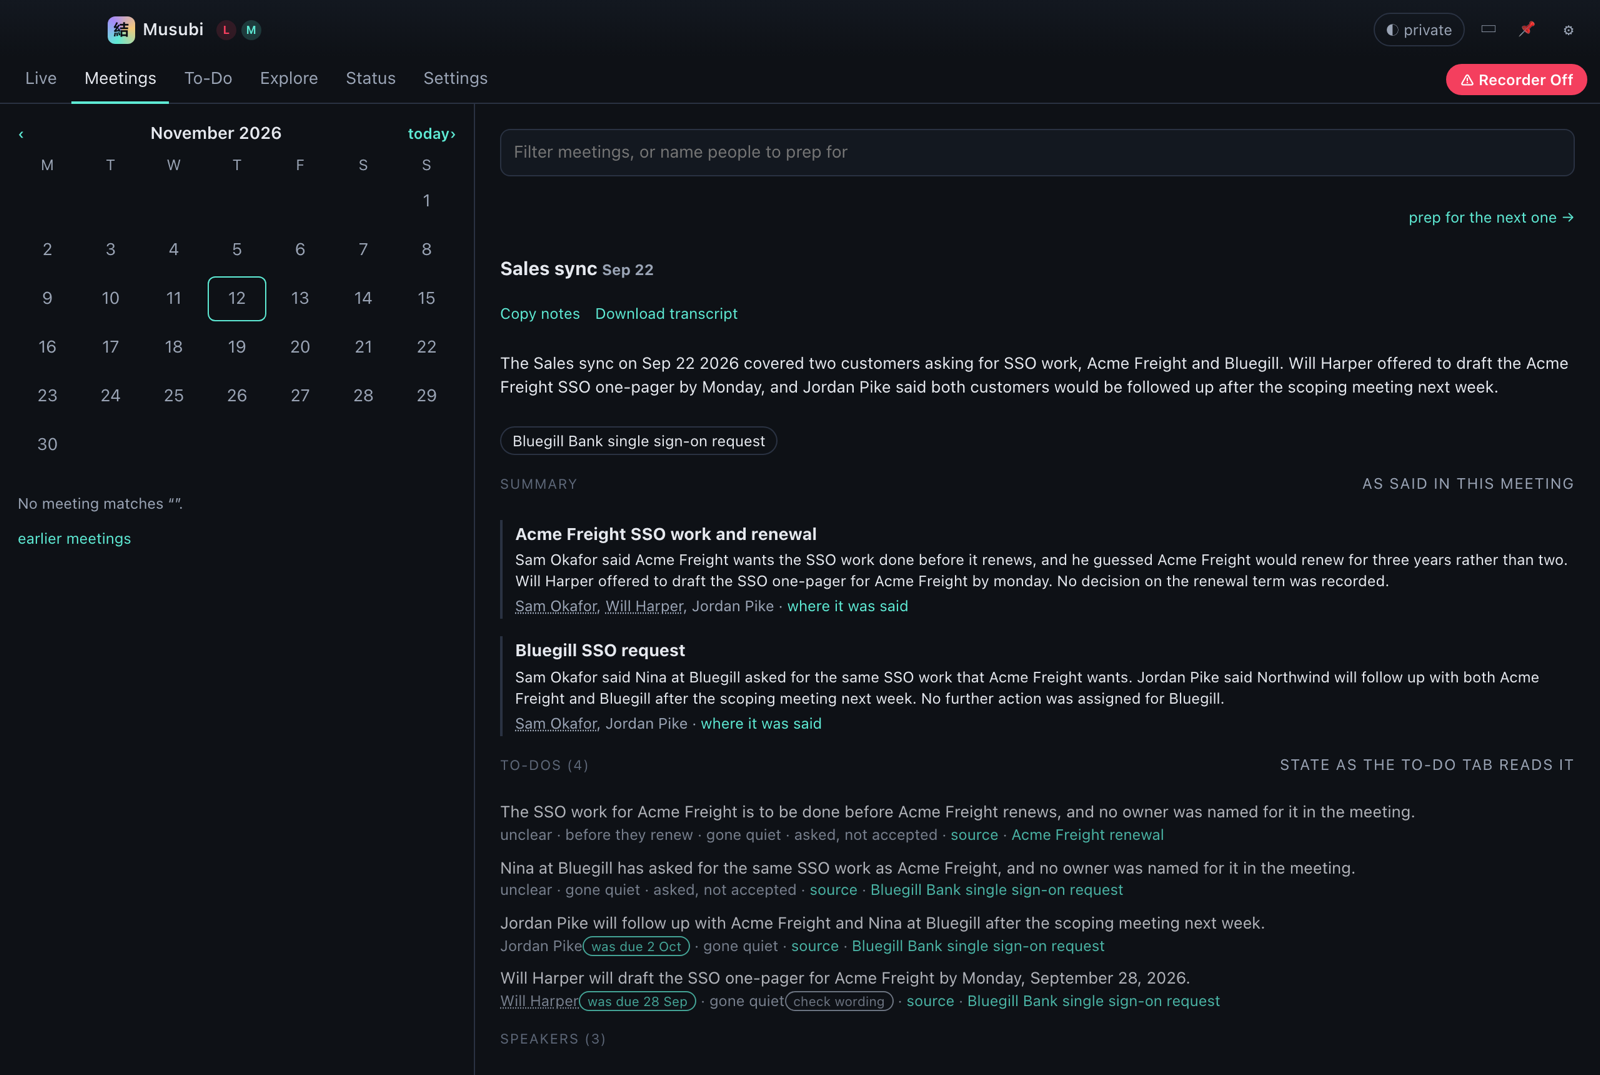 結 Musubi L M
private
Live Meetings To-Do Explore Status Settings
Recorder Off
‹ November 2026 today›
M T W T F S S
1
2 3 4 5 6 7 8
9 10 11 12 13 14 15
16 17 18 19 20 21 22
23 24 25 26 27 28 29
30
No meeting matches “”.
earlier meetings
Filter meetings, or name people to prep for
prep for the next one →
Sales sync Sep 22
Copy notes Download transcript
The Sales sync on Sep 22 2026 covered two customers asking for SSO work, Acme Freight and Bluegill. Will Harper offered to draft the Acme
Freight SSO one-pager by Monday, and Jordan Pike said both customers would be followed up after the scoping meeting next week.
Bluegill Bank single sign-on request
SUMMARY AS SAID IN THIS MEETING
Acme Freight SSO work and renewal
Sam Okafor said Acme Freight wants the SSO work done before it renews, and he guessed Acme Freight would renew for three years rather than two.
Will Harper offered to draft the SSO one-pager for Acme Freight by monday. No decision on the renewal term was recorded.
Sam Okafor, Will Harper, Jordan Pike · where it was said
Bluegill SSO request
Sam Okafor said Nina at Bluegill asked for the same SSO work that Acme Freight wants. Jordan Pike said Northwind will follow up with both Acme
Freight and Bluegill after the scoping meeting next week. No further action was assigned for Bluegill.
Sam Okafor, Jordan Pike · where it was said
TO-DOS (4) STATE AS THE TO-DO TAB READS IT
The SSO work for Acme Freight is to be done before Acme Freight renews, and no owner was named for it in the meeting.
unclear · before they renew · gone quiet · asked, not accepted · source · Acme Freight renewal
Nina at Bluegill has asked for the same SSO work as Acme Freight, and no owner was named for it in the meeting.
unclear · gone quiet · asked, not accepted · source · Bluegill Bank single sign-on request
Jordan Pike will follow up with Acme Freight and Nina at Bluegill after the scoping meeting next week.
Jordan Pike was due 2 Oct · gone quiet · source · Bluegill Bank single sign-on request
Will Harper will draft the SSO one-pager for Acme Freight by Monday, September 28, 2026.
Will Harper was due 28 Sep · gone quiet check wording · source · Bluegill Bank single sign-on request
SPEAKERS (3)